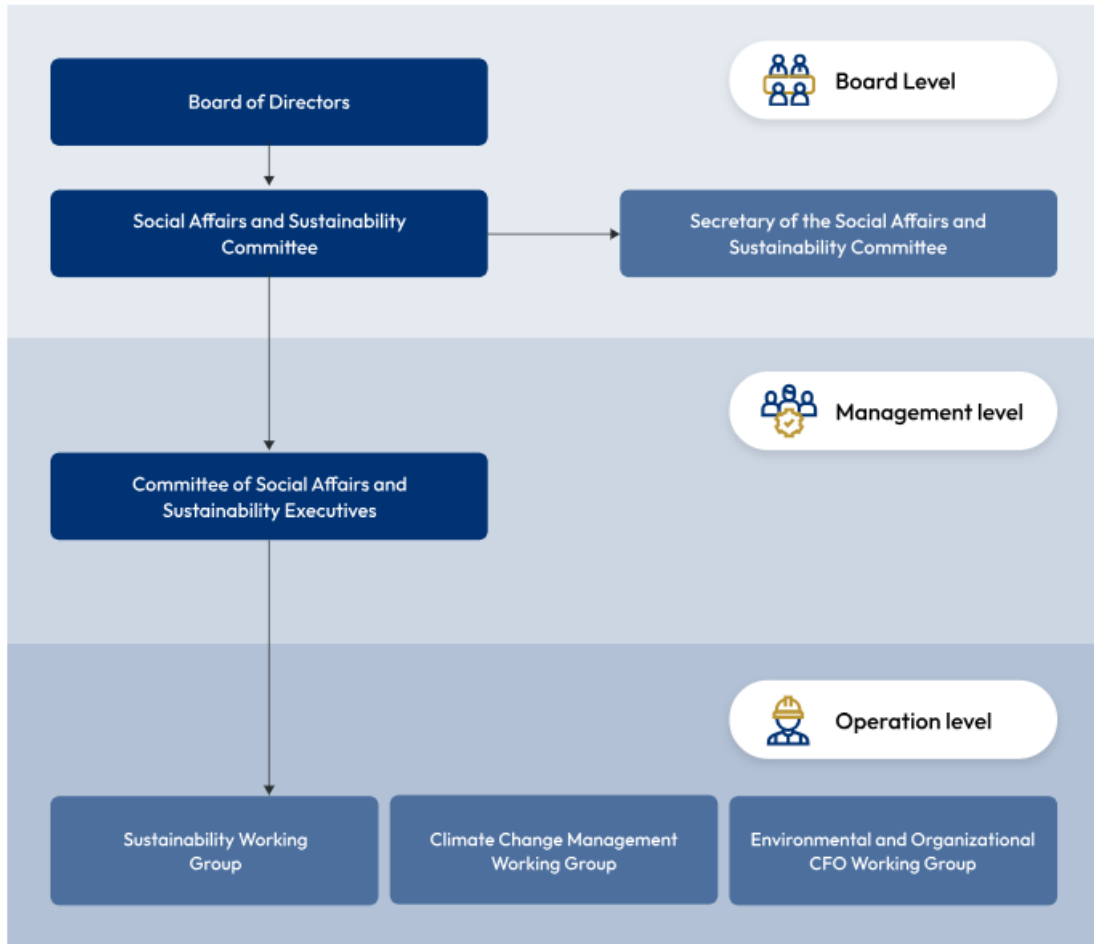 Board Level
Board of Directors
Social Affairs and Sustainability
Committee
Secretary of the Social Affairs and
Sustainability Committee
Management level
Committee of Social Affairs and
Sustainability Executives
Operation level
Sustainability Working
Group
Climate Change Management
Working Group
Environmental and Organizational
CFO Working Group